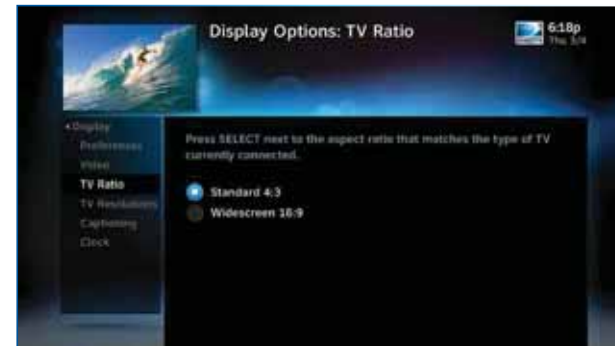 Display Options: TV Ratio
6:18p
Thu 3/4
Display
Preferences
Video
TV Ratio
TV Resolutions
Captioning
Clock
Press SELECT next to the aspect ratio that matches the type of TV
currently connected.
Standard 4:3
Widescreen 16:9